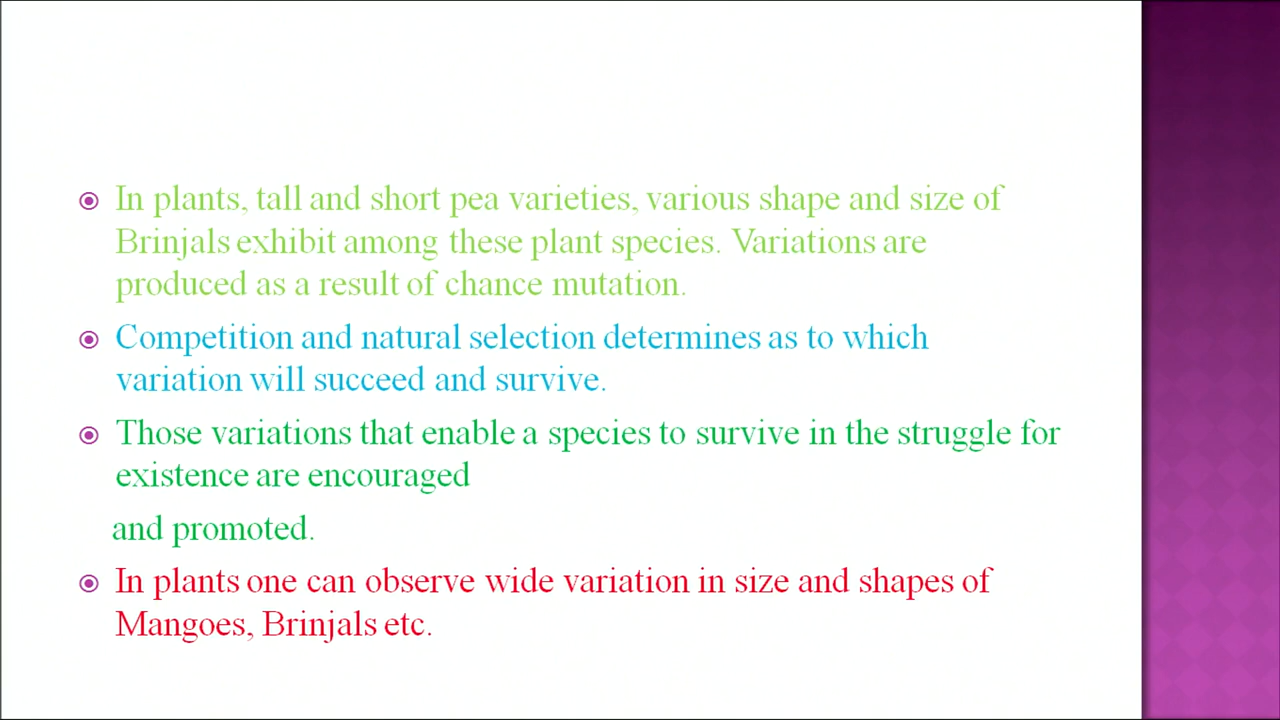 In plants, tall and short pea varieties, various shape and size of
Brinjals exhibit among these plant species. Variations are
produced as a result of chance mutation.
Competition and natural selection determines as to which
variation will succeed and survive.
Those variations that enable a species to survive in the struggle for
existence are encouraged
and promoted.
In plants one can observe wide variation in size and shapes of
Mangoes, Brinjals etc.